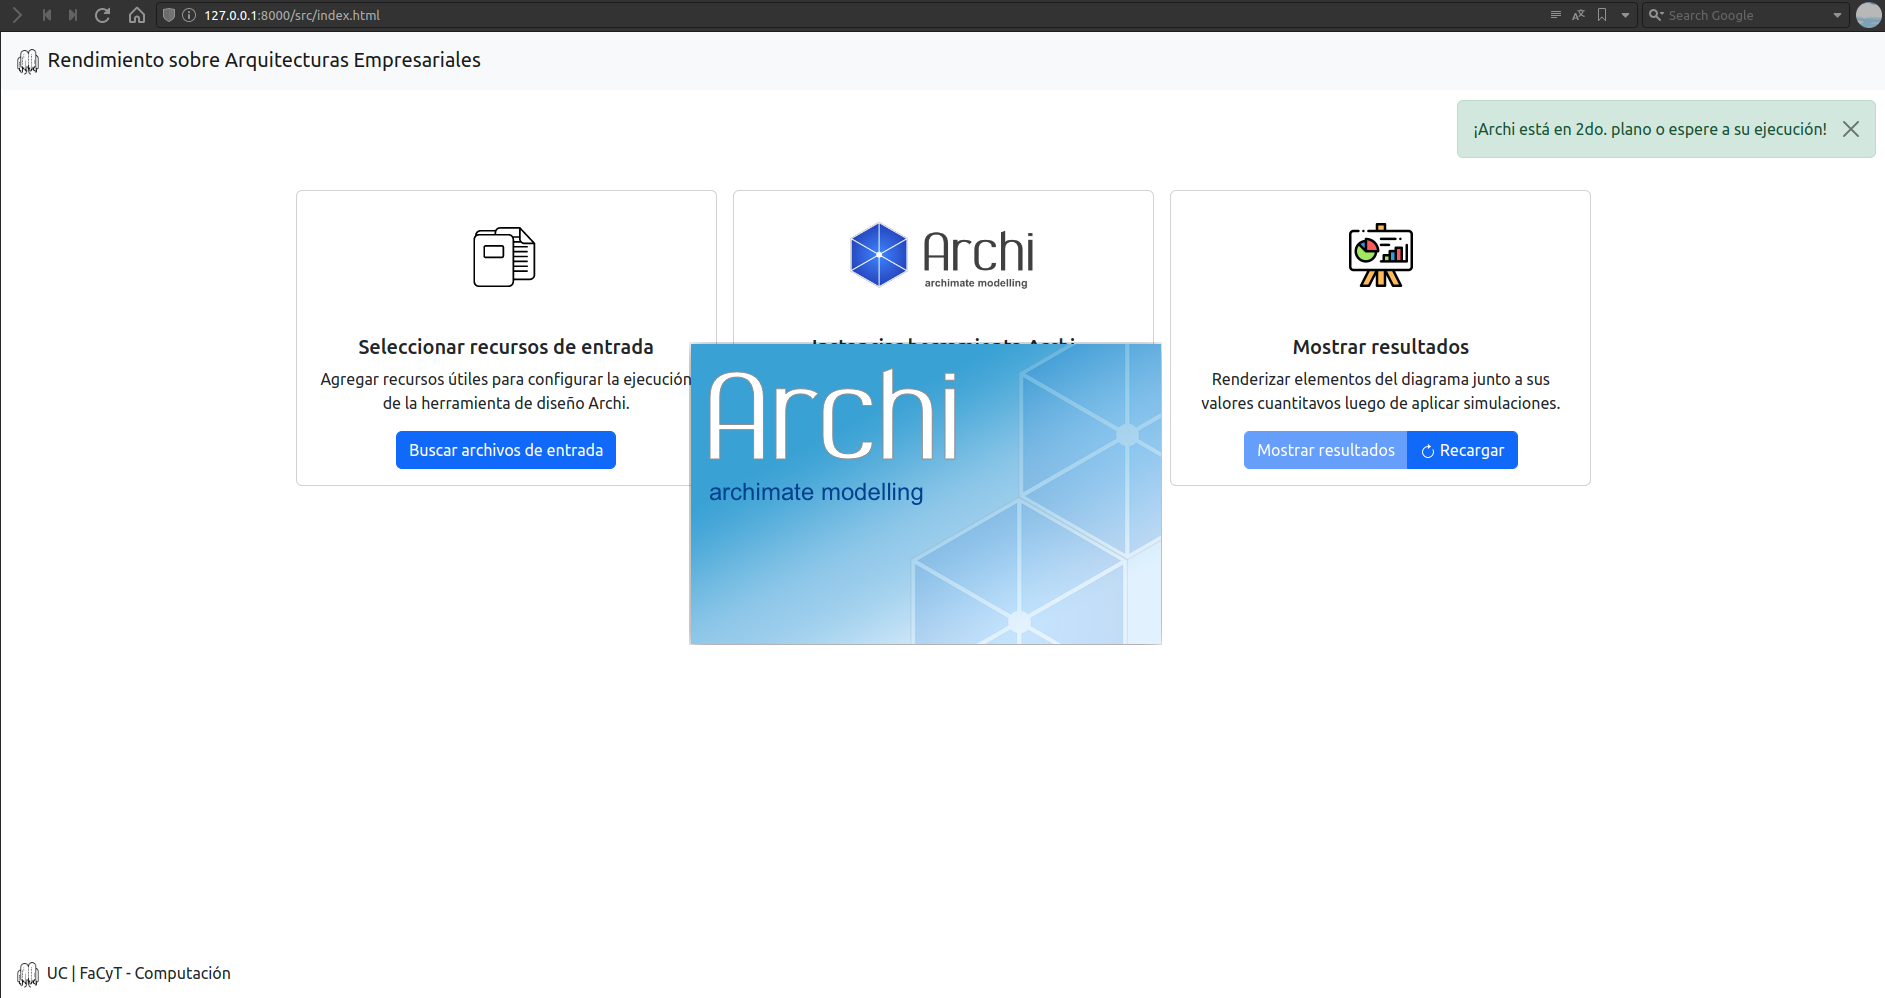 127.0.0.1:8000/src/index.html
Search Google
Rendimiento sobre Arquitecturas Empresariales
¡Archi está en 2do. plano o espere a su ejecución!
Seleccionar recursos de entrada
Agregar recursos útiles para configurar la ejecución
de la herramienta de diseño Archi.
Buscar archivos de entrada
Archi
archimate modelling
Archi
archimate modelling
Mostrar resultados
Renderizar elementos del diagrama junto a sus
valores cuantitavos luego de aplicar simulaciones.
Mostrar resultados
Recargar
UC | FaCyT - Computación